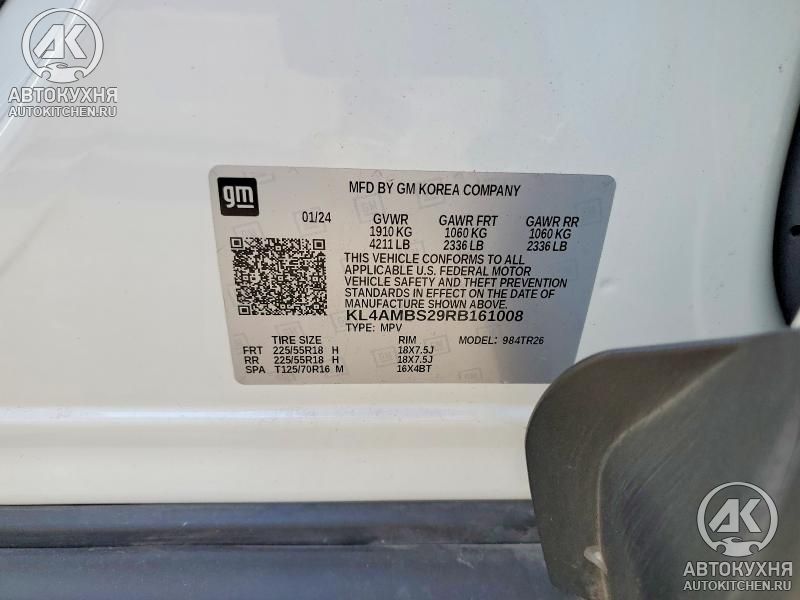 AK
АВТОКУХНЯ
AUTOKITCHEN.RU
gm
MFD BY GM KOREA COMPANY
01/24 GVWR GAWR FRT GAWR RR
1910 KG 1060 KG 1060 KG
4211 LB 2336 LB 2336 LB
THIS VEHICLE CONFORMS TO ALL
APPLICABLE U.S. FEDERAL MOTOR
VEHICLE SAFETY AND THEFT PREVENTION
STANDARDS IN EFFECT ON THE DATE OF
MANUFACTURE SHOWN ABOVE.
KL4AMBS29RB161008
TYPE: MPV
TIRE SIZE RIM MODEL: 984TR26
FRT 225/55R18 H 18X7.5J
RR 225/55R18 H 18X7.5J
SPA T125/70R16 M 16X4BT
AK
АВТОКУХНЯ
AUTOKITCHEN.RU